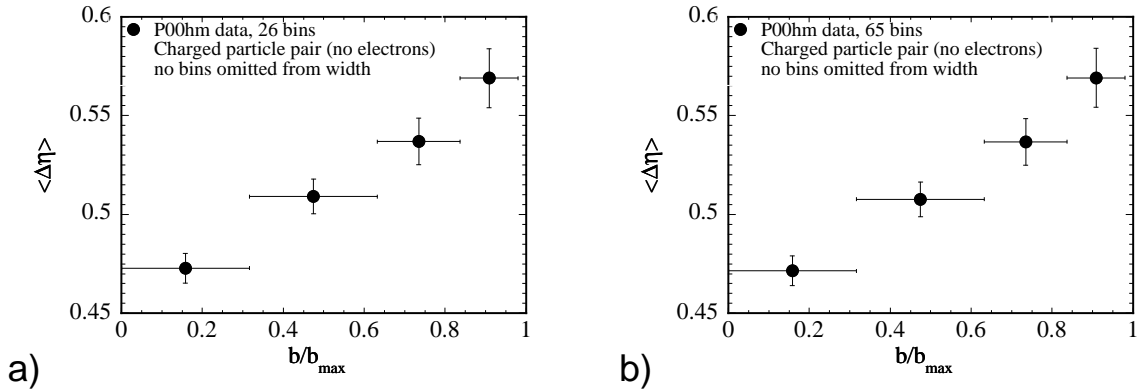 0.6
P00hm data, 26 bins
Charged particle pair (no electrons)
no bins omitted from width
0.55
<Δη>
0.5
0.45
0 0.2 0.4 0.6 0.8 1
b/b_max
a)
0.6
P00hm data, 65 bins
Charged particle pair (no electrons)
no bins omitted from width
0.55
<Δη>
0.5
0.45
0 0.2 0.4 0.6 0.8 1
b/b_max
b)